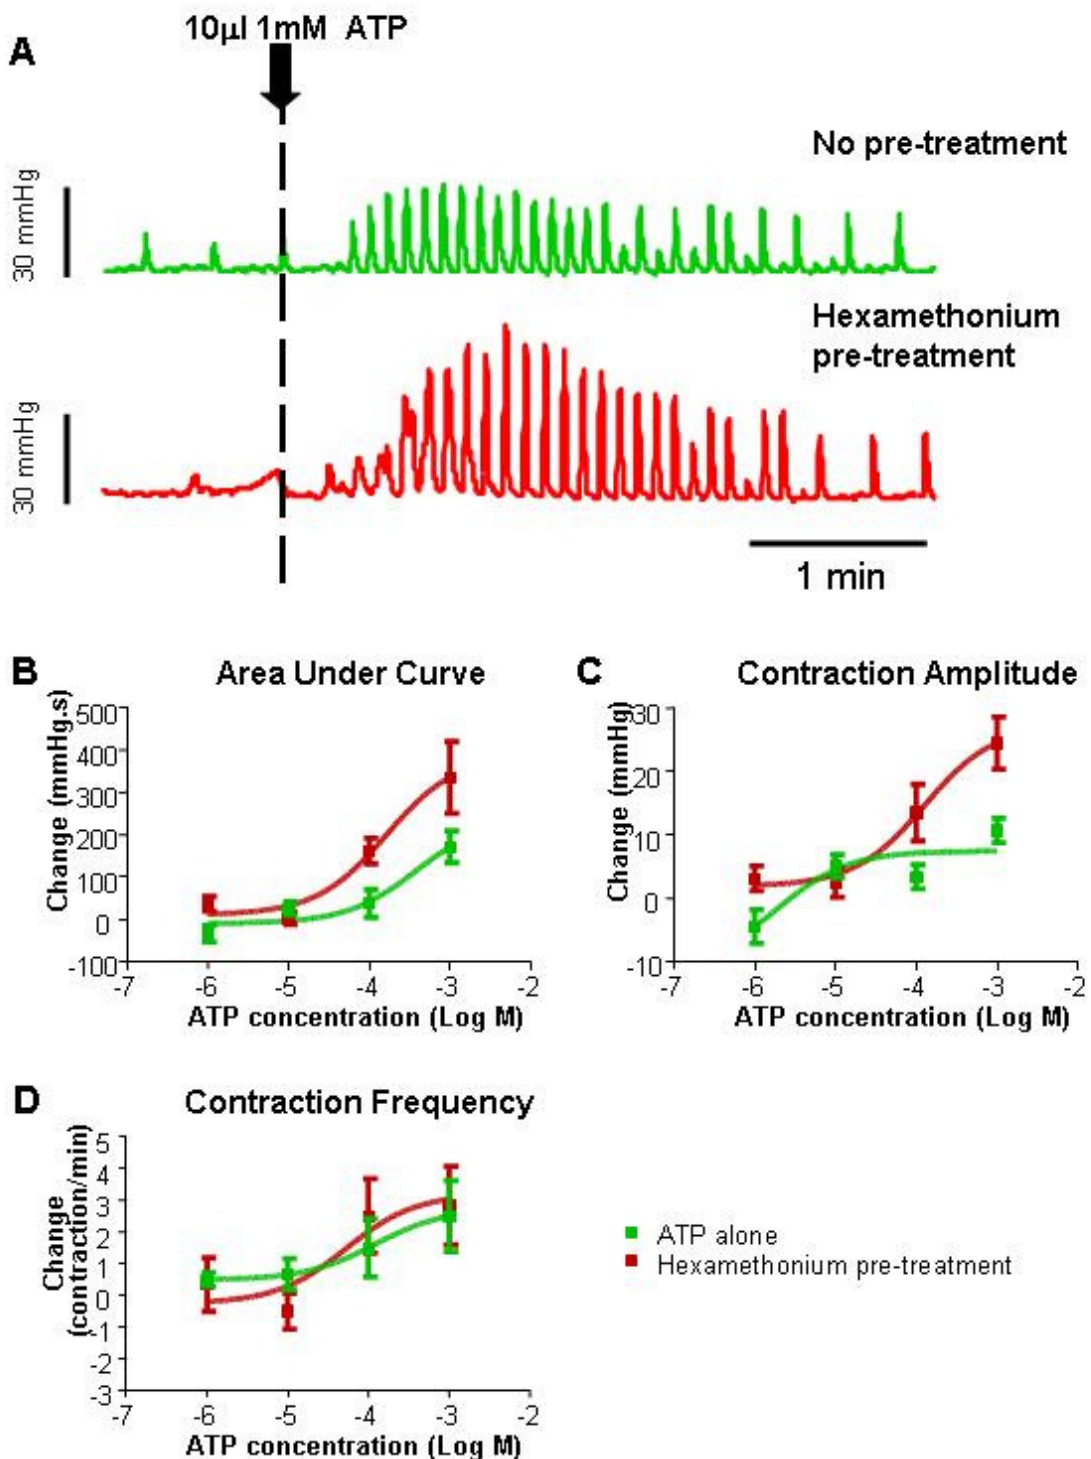 A
10µl 1mM ATP
No pre-treatment
30 mmHg
Hexamethonium
pre-treatment
30 mmHg
1 min
B
Area Under Curve
Change (mmHg.s)
500
400
300
200
100
0
-100
-7 -6 -5 -4 -3 -2
ATP concentration (Log M)
C
Contraction Amplitude
Change (mmHg)
30
20
10
0
-10
-7 -6 -5 -4 -3 -2
ATP concentration (Log M)
D
Contraction Frequency
Change
(contraction/min)
5
4
3
2
1
0
-1
-2
-3
-7 -6 -5 -4 -3 -2
ATP concentration (Log M)
ATP alone
Hexamethonium pre-treatment